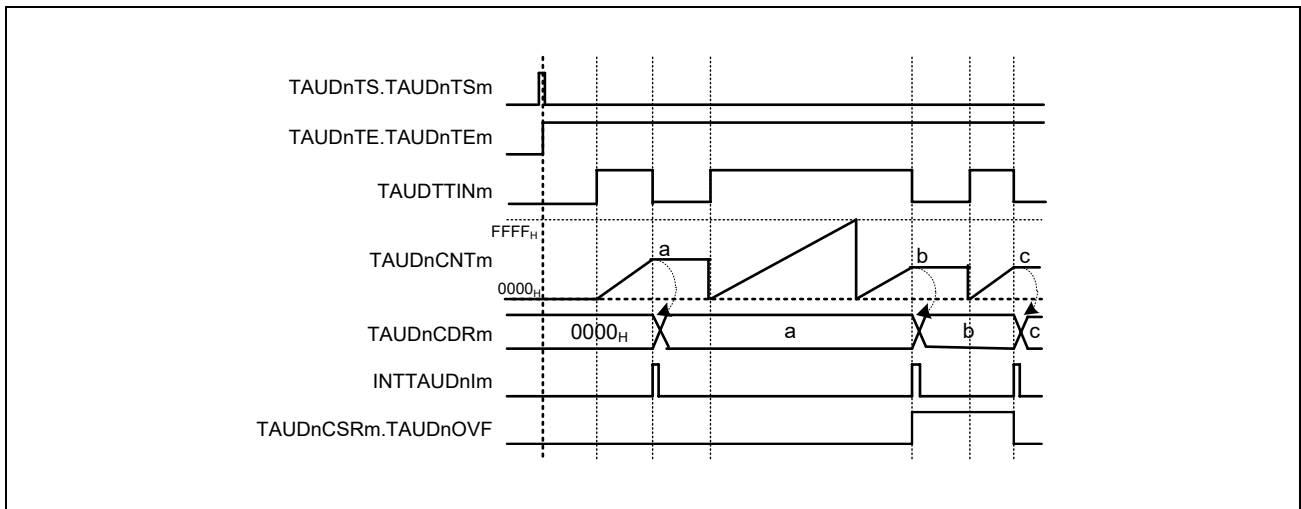 TAUDnTS.TAUDnTSm
TAUDnTE.TAUDnTEm
TAUDTTINm
FFFFH
TAUDnCNTm
a
b
c
0000H
TAUDnCDRm
0000H
a
b
c
INTTAUDnIm
TAUDnCSRm.TAUDnOVF